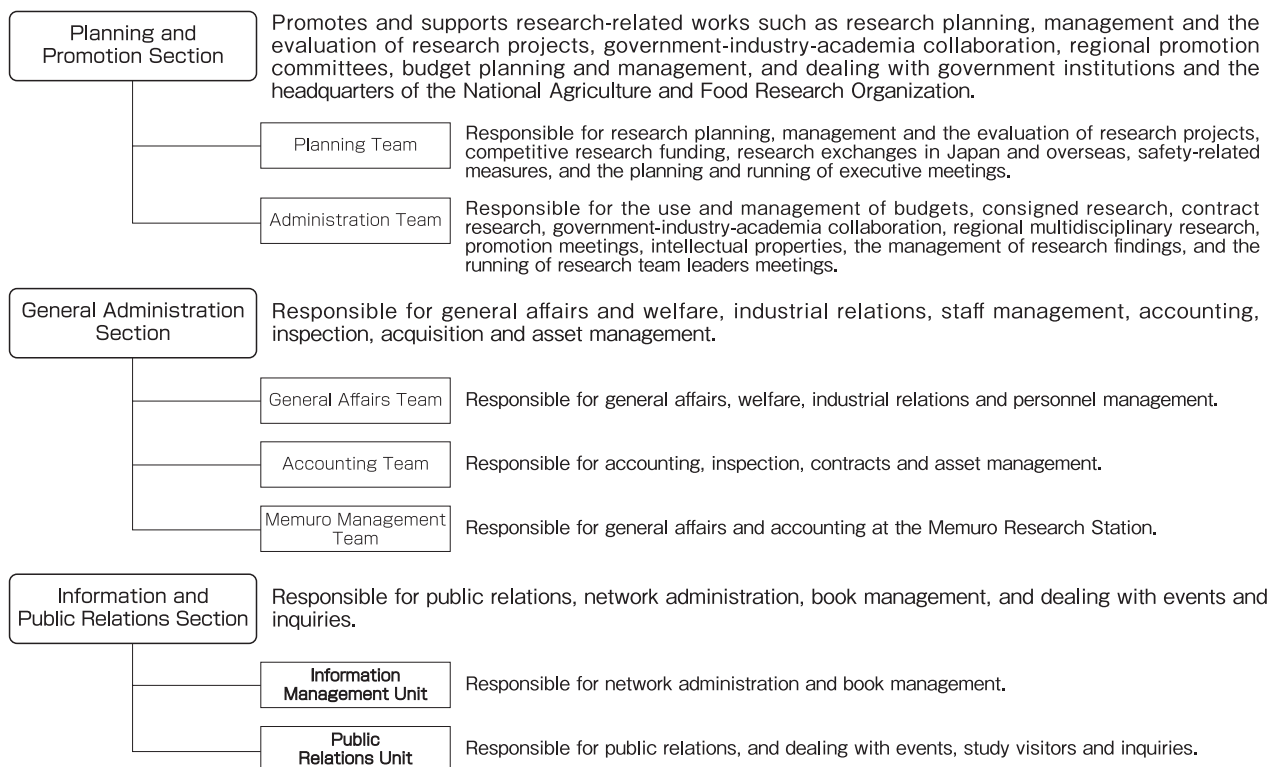 Planning and
Promotion Section
Promotes and supports research-related works such as research planning, management and the
evaluation of research projects, government-industry-academia collaboration, regional promotion
committees, budget planning and management, and dealing with government institutions and the
headquarters of the National Agriculture and Food Research Organization.
Planning Team
Responsible for research planning, management and the evaluation of research projects,
competitive research funding, research exchanges in Japan and overseas, safety-related
measures, and the planning and running of executive meetings.
Administration Team
Responsible for the use and management of budgets, consigned research, contract
research, government-industry-academia collaboration, regional multidisciplinary research,
promotion meetings, intellectual properties, the management of research findings, and the
running of research team leaders meetings.
General Administration
Section
Responsible for general affairs and welfare, industrial relations, staff management, accounting,
inspection, acquisition and asset management.
General Affairs Team
Responsible for general affairs, welfare, industrial relations and personnel management.
Accounting Team
Responsible for accounting, inspection, contracts and asset management.
Memuro Management
Team
Responsible for general affairs and accounting at the Memuro Research Station.
Information and
Public Relations Section
Responsible for public relations, network administration, book management, and dealing with events and
inquiries.
Information
Management Unit
Responsible for network administration and book management.
Public
Relations Unit
Responsible for public relations, and dealing with events, study visitors and inquiries.